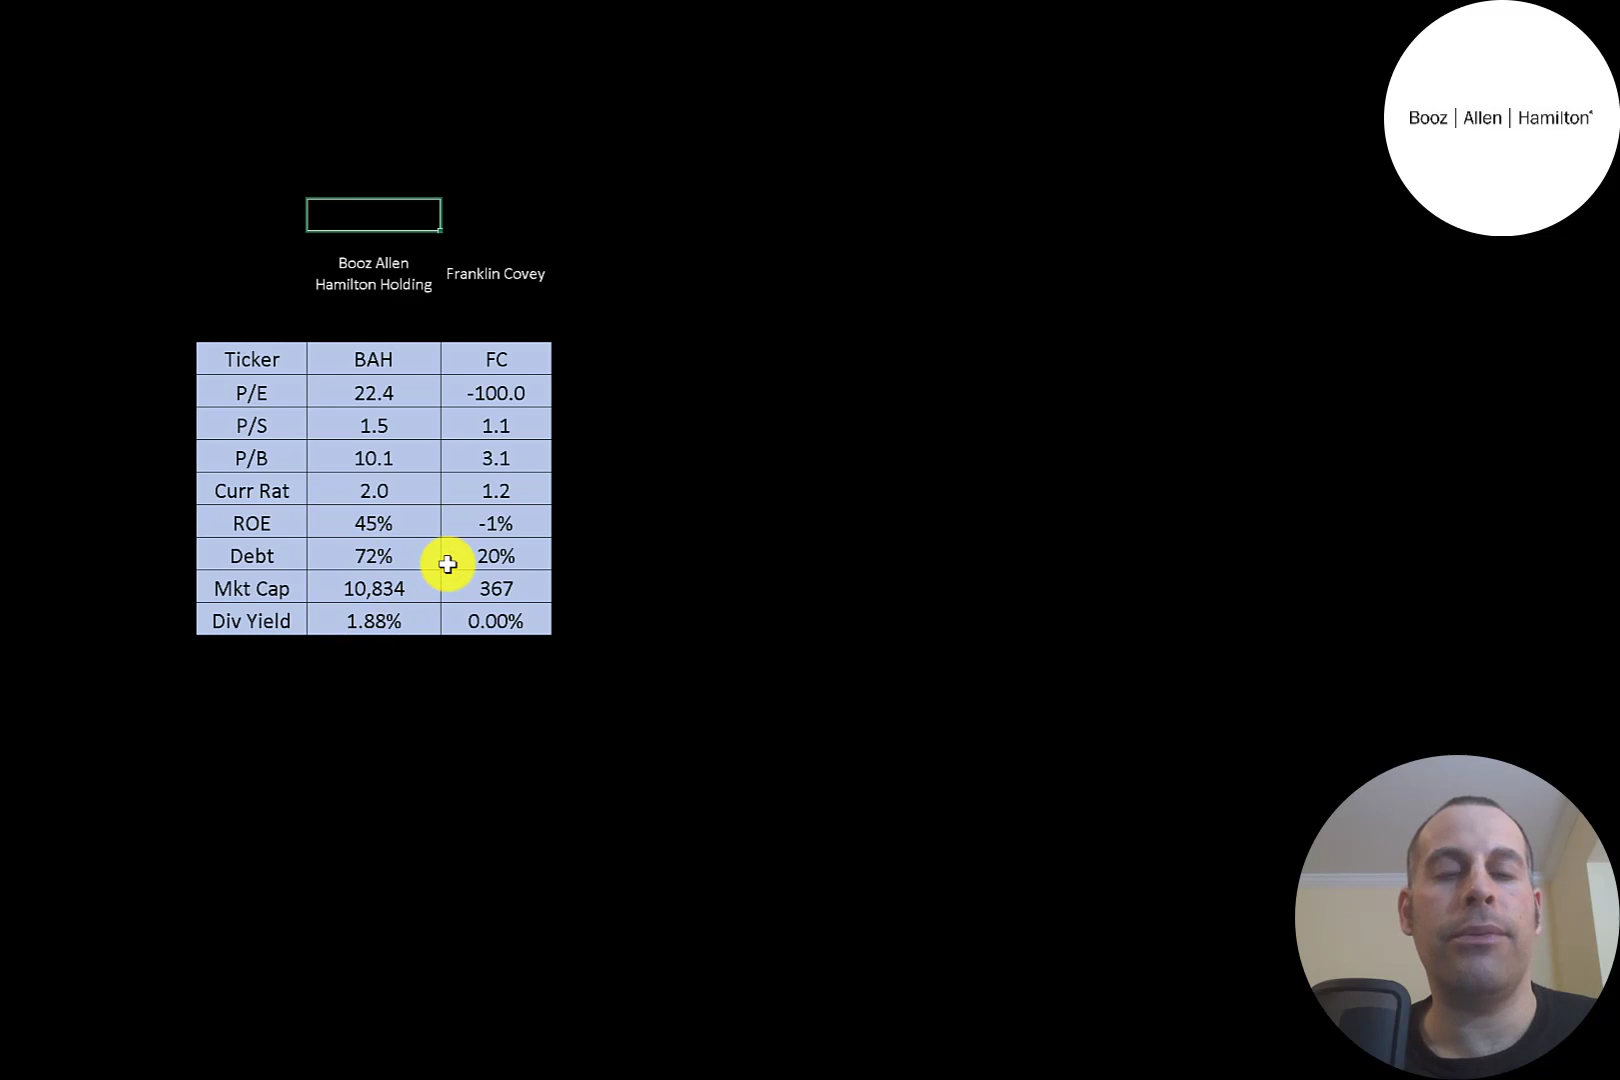 Booz | Allen | Hamilton
Booz Allen
Hamilton Holding
Franklin Covey
Ticker BAH FC
P/E 22.4 -100.0
P/S 1.5 1.1
P/B 10.1 3.1
Curr Rat 2.0 1.2
ROE 45% -1%
Debt 72% 20%
Mkt Cap 10,834 367
Div Yield 1.88% 0.00%